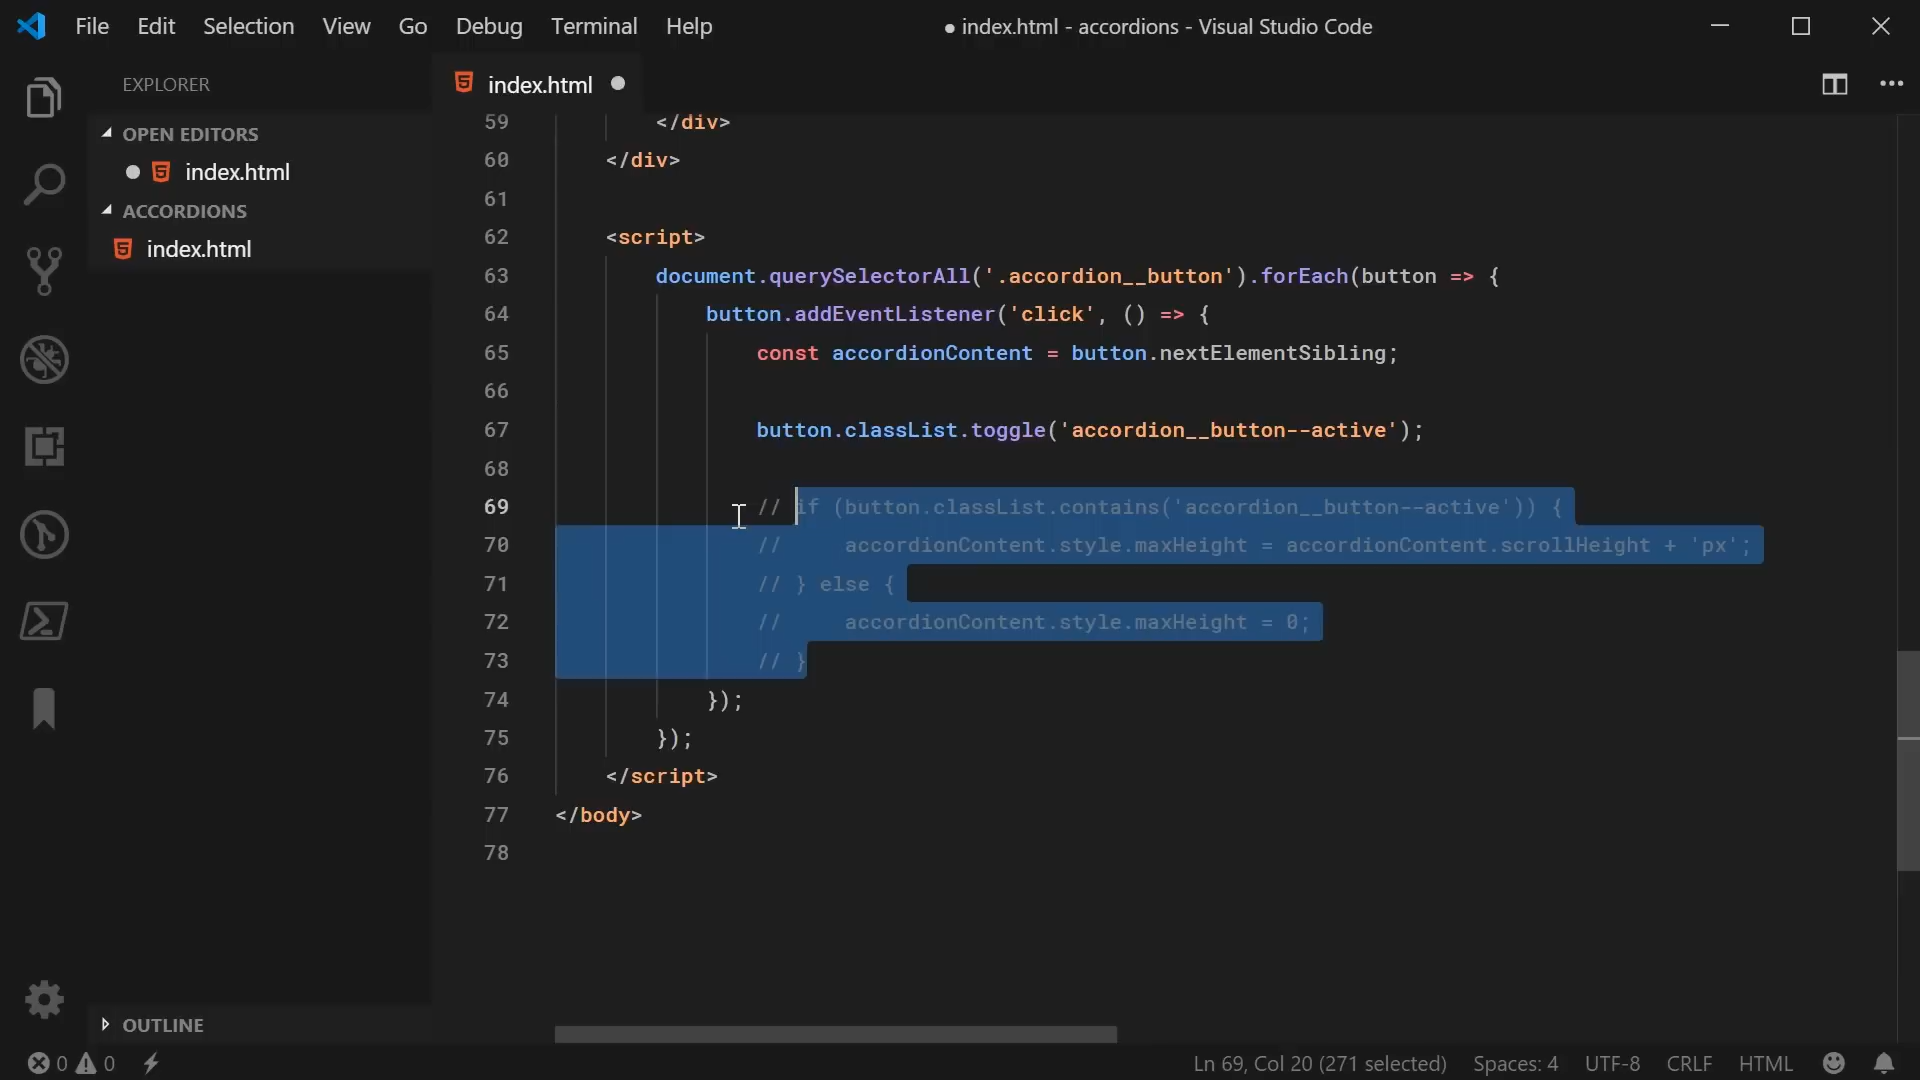 File Edit Selection View Go Debug Terminal Help
● index.html - accordions - Visual Studio Code
EXPLORER
index.html ●
OPEN EDITORS
● index.html
ACCORDIONS
index.html
59 </div>
60 </div>
61
62 <script>
63 document.querySelectorAll('.accordion__button').forEach(button => {
64 button.addEventListener('click', () => {
65 const accordionContent = button.nextElementSibling;
66
67 button.classList.toggle('accordion__button--active');
68
69 // if (button.classList.contains('accordion__button--active')) {
70 // accordionContent.style.maxHeight = accordionContent.scrollHeight + 'px';
71 // } else {
72 // accordionContent.style.maxHeight = 0;
73 // }
74 });
75 });
76 </script>
77 </body>
78
OUTLINE
0 0
Ln 69, Col 20 (271 selected) Spaces: 4 UTF-8 CRLF HTML